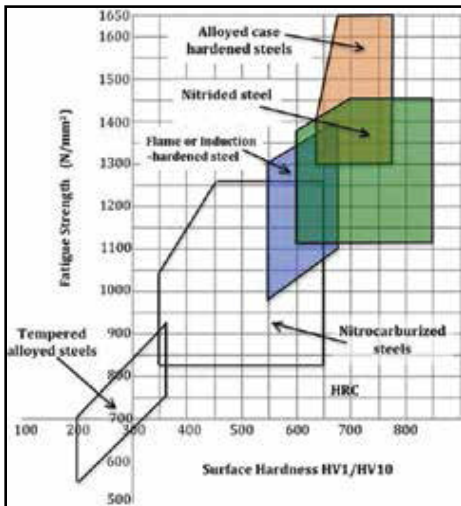 1650
1600
1500
1400
1300
1200
1100
1000
900
800
700
600
500
Fatigue Strength (N/mm²)
Alloyed case
hardened steels
Nitrided steel
Flame or Induction
-hardened steel
Tempered
alloyed steels
Nitrocarburized
steels
HRC
100 200 300 400 500 600 700 800
Surface Hardness HV1/HV10